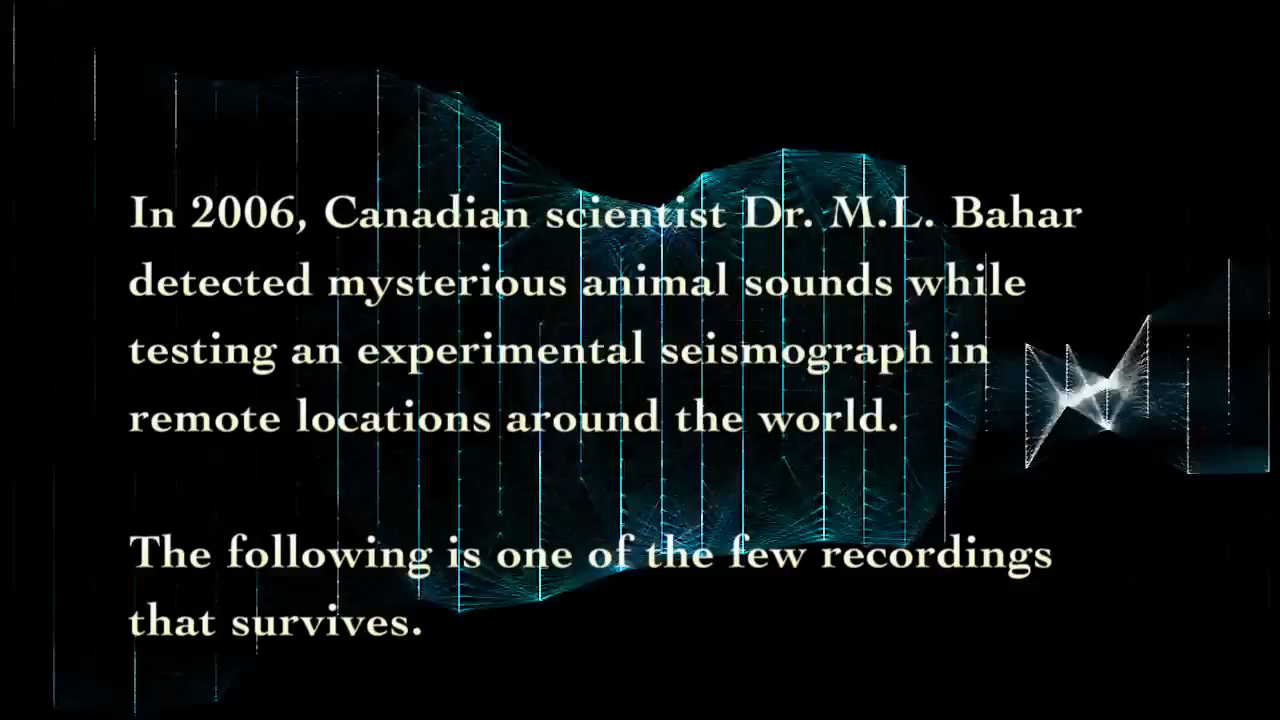 In 2006, Canadian scientist Dr. M.L. Bahar
detected mysterious animal sounds while
testing an experimental seismograph in
remote locations around the world.
The following is one of the few recordings
that survives.